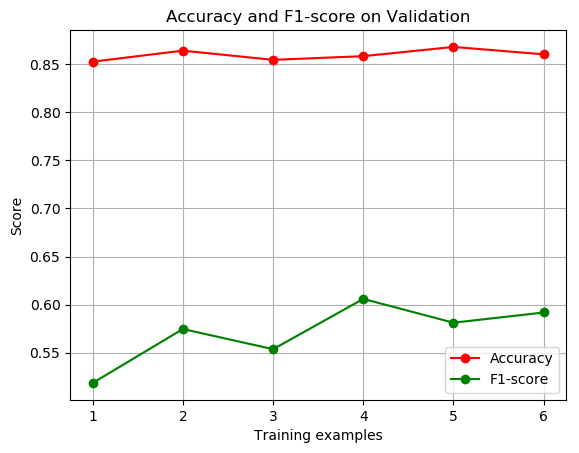 Accuracy and F1-score on Validation
0.85
0.80
0.75
0.70
0.65
0.60
0.55
Score
1 2 3 4 5 6
Training examples
Accuracy
F1-score